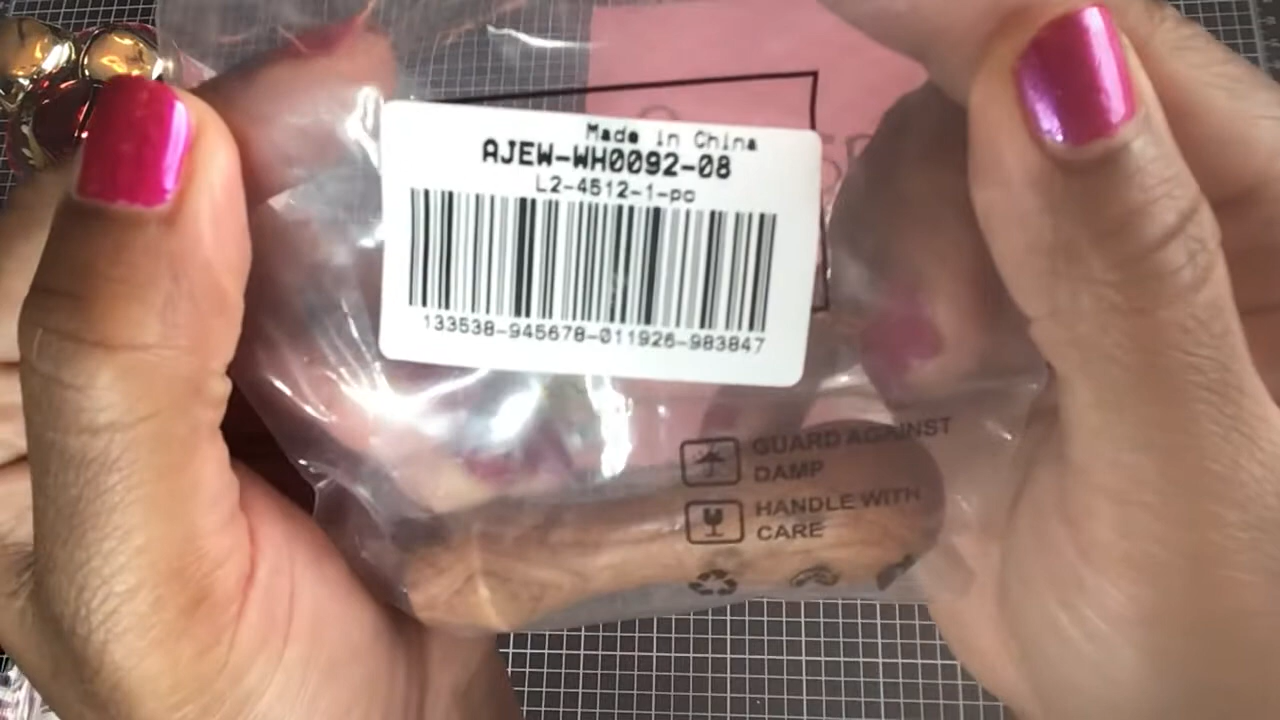 Made in China
AJEW-WH0092-08
L2-4512-1-pc
133538-945678-011926-983847
GUARD AGAINST
DAMP
HANDLE WITH
CARE